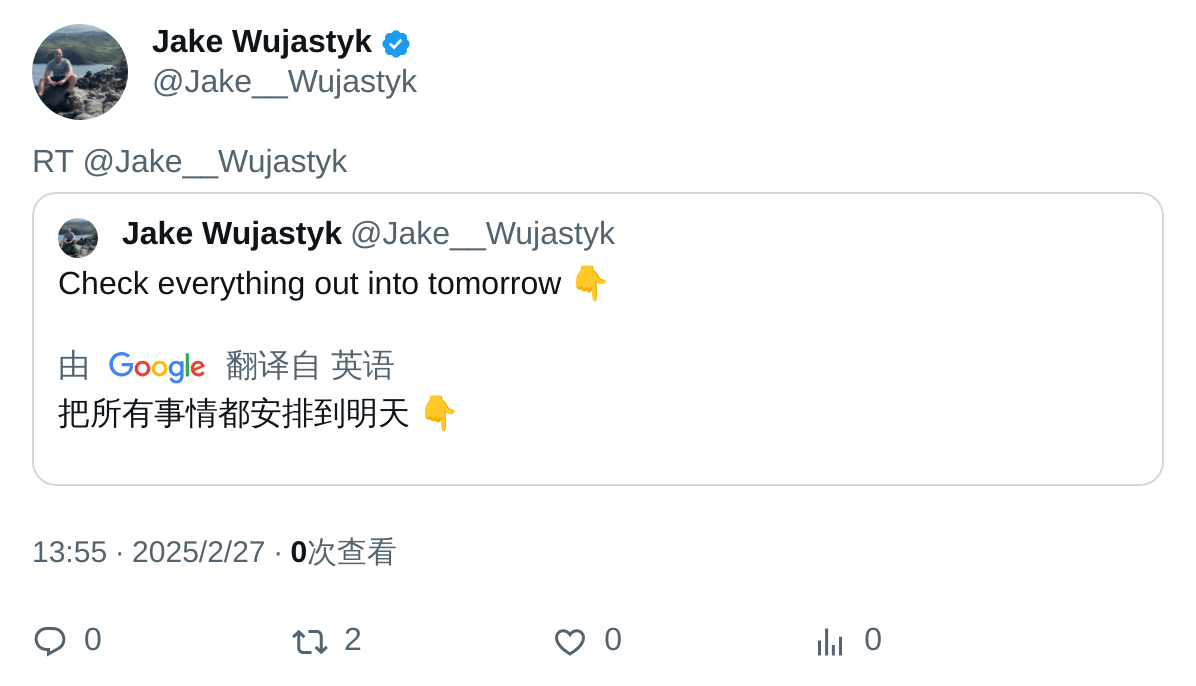 Jake Wujastyk
@Jake__Wujastyk
RT @Jake__Wujastyk
Jake Wujastyk @Jake__Wujastyk
Check everything out into tomorrow 👇
由 Google 翻译自 英语
把所有事情都安排到明天 👇
13:55 · 2025/2/27 · 0次查看
0 2 0 0